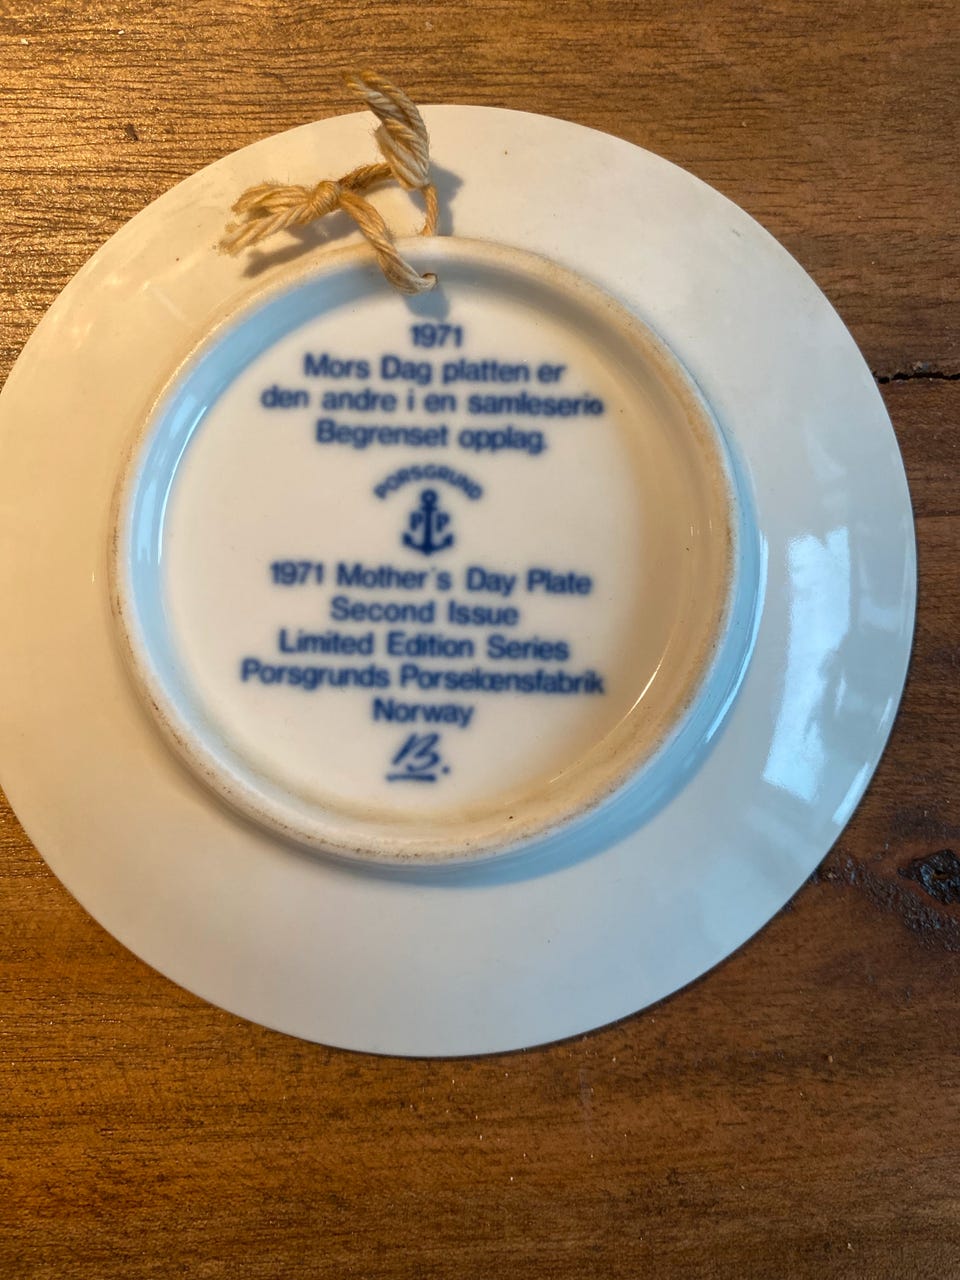 1971
Mors Dag platten er
den andre i en samleserie
Begrenset opplag.
PORSGRUND
P P
1971 Mother´s Day Plate
Second Issue
Limited Edition Series
Porsgrunds Porselænsfabrik
Norway
B.